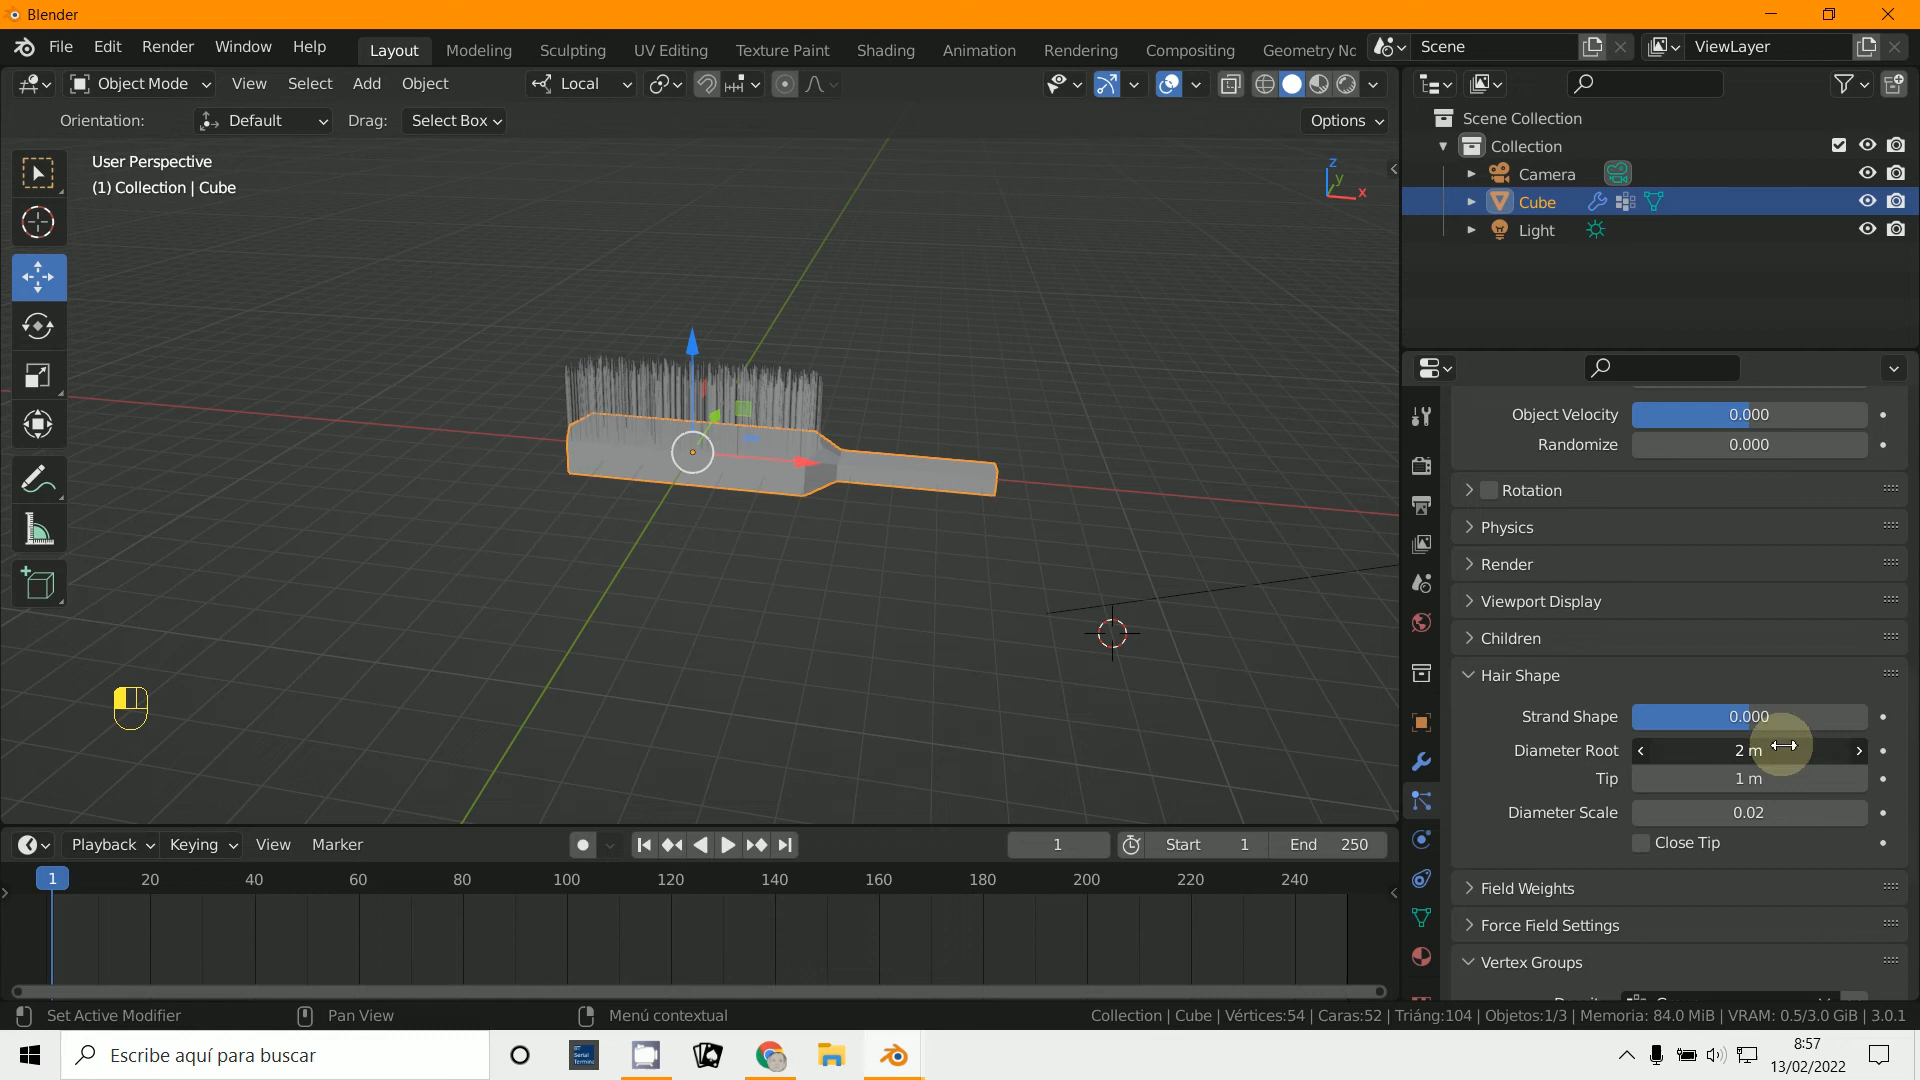 Blender
File Edit Render Window Help
Layout Modeling Sculpting UV Editing Texture Paint Shading Animation Rendering Compositing Geometry No
Scene
ViewLayer
Object Mode View Select Add Object
Local
Orientation: Default Drag: Select Box
Options
User Perspective
(1) Collection | Cube
z
y
x
Scene Collection
Collection
Camera
Cube
Light
Object Velocity 0.000
Randomize 0.000
Rotation
Physics
Render
Viewport Display
Children
Hair Shape
Strand Shape 0.000
Diameter Root 2 m
Tip 1 m
Diameter Scale 0.02
Close Tip
Field Weights
Force Field Settings
Vertex Groups
Playback Keying View Marker
1
Start 1
End 250
1 20 40 60 80 100 120 140 160 180 200 220 240
Set Active Modifier
Pan View
Menú contextual
Collection | Cube | Vértices:54 | Caras:52 | Triáng:104 | Objetos:1/3 | Memoria: 84.0 MiB | VRAM: 0.5/3.0 GiB | 3.0.1
Escribe aquí para buscar
8:57
13/02/2022